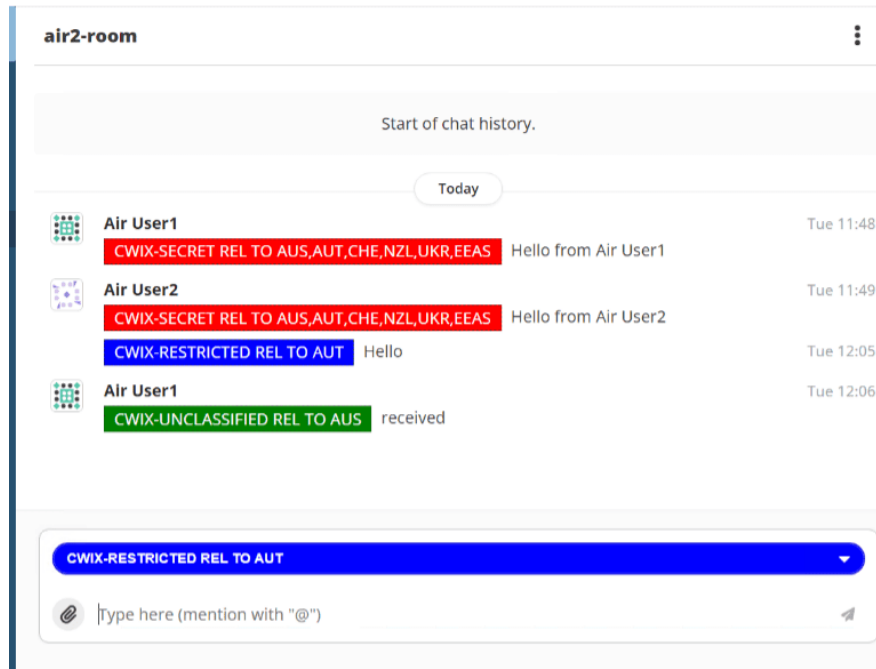 air2-room
Start of chat history.
Today
Air User1 Tue 11:48
CWIX-SECRET REL TO AUS,AUT,CHE,NZL,UKR,EEAS Hello from Air User1
Air User2 Tue 11:49
CWIX-SECRET REL TO AUS,AUT,CHE,NZL,UKR,EEAS Hello from Air User2
CWIX-RESTRICTED REL TO AUT Hello Tue 12:05
Air User1 Tue 12:06
CWIX-UNCLASSIFIED REL TO AUS received
CWIX-RESTRICTED REL TO AUT
Type here (mention with "@")